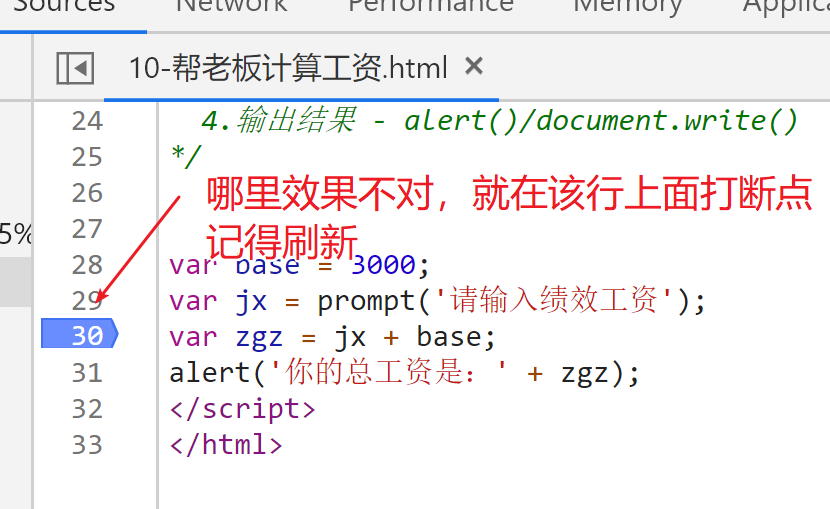 Sources Network Performance Memory Applica
10-帮老板计算工资.html ×
24 4.输出结果 - alert()/document.write()
25 */
26
哪里效果不对，就在该行上面打断点
27
记得刷新
5%
28 var base = 3000;
29 var jx = prompt('请输入绩效工资');
30 var zgz = jx + base;
31 alert('你的总工资是：' + zgz);
32 </script>
33 </html>